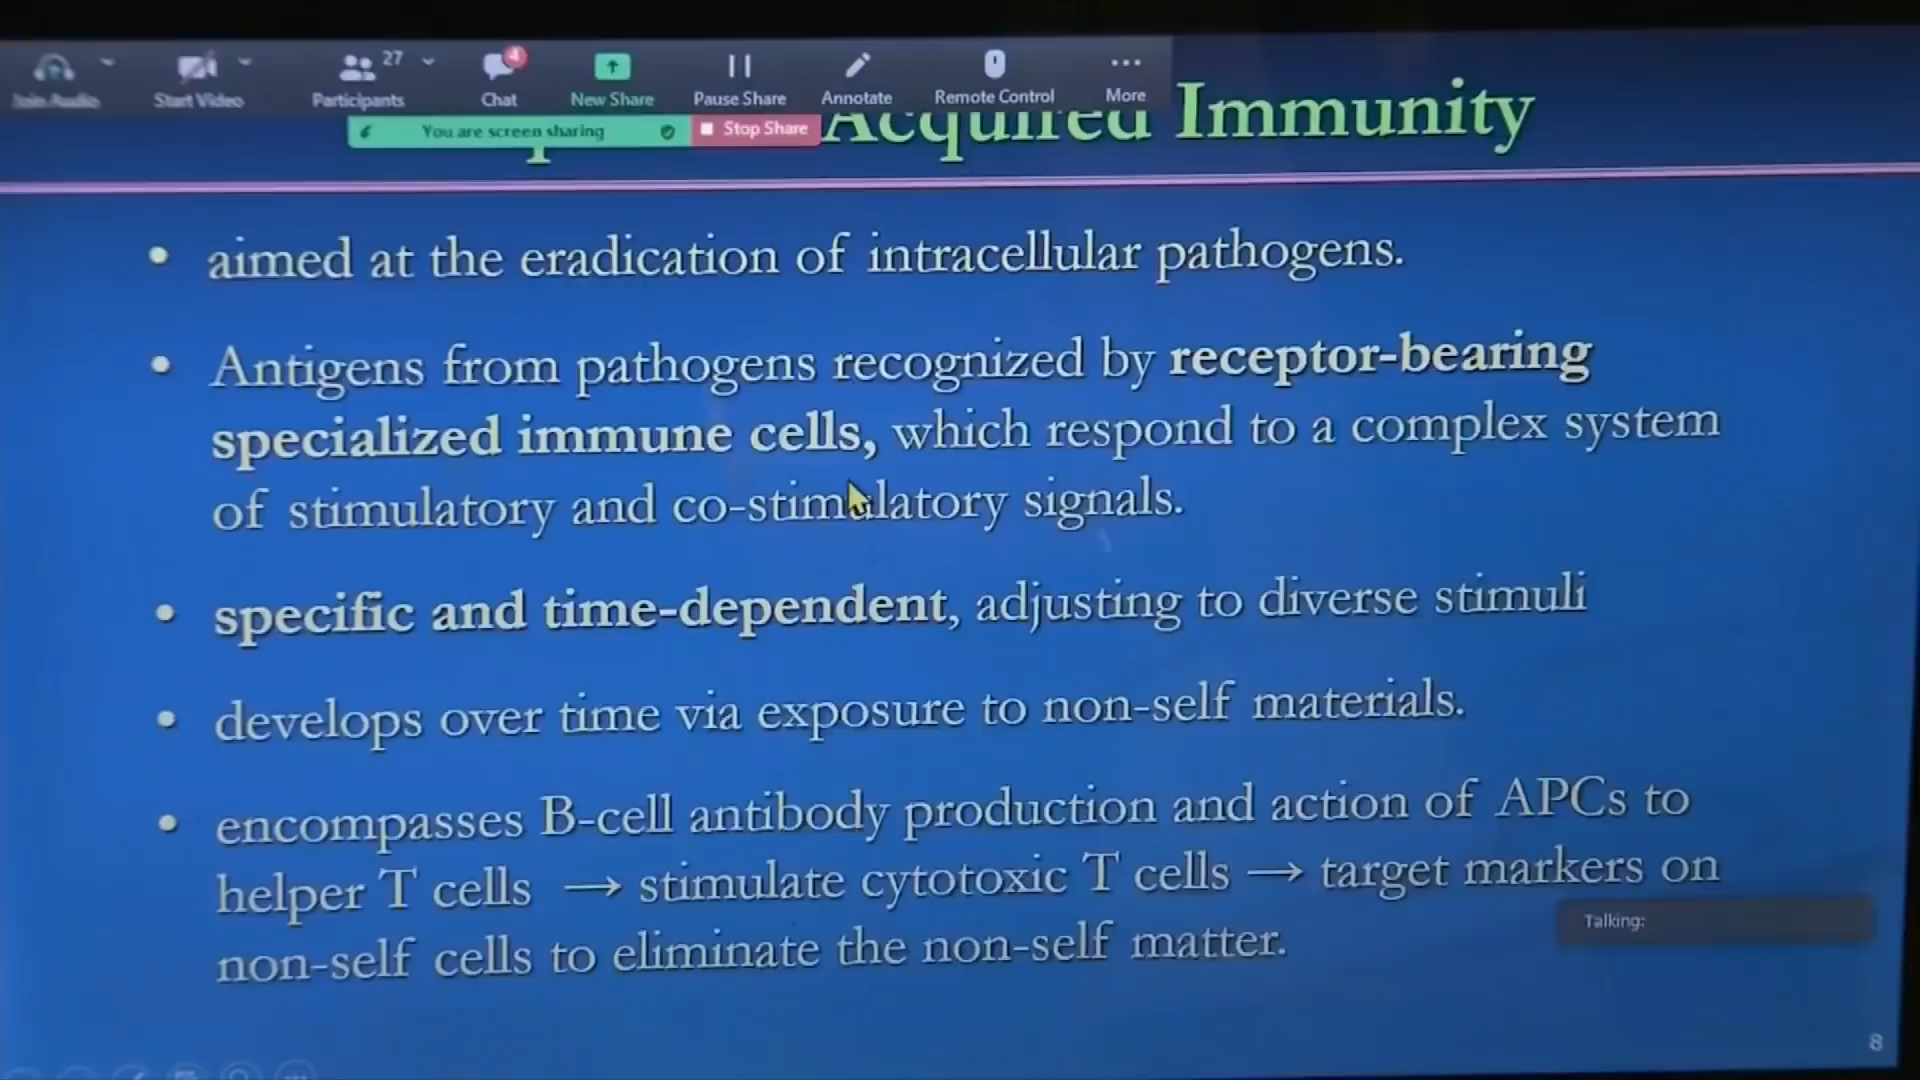 27
4
Join Audio
Start Video
Participants
Chat
New Share
Pause Share
Annotate
Remote Control
More
You are screen sharing
Stop Share
Acquired Immunity
• aimed at the eradication of intracellular pathogens.
• Antigens from pathogens recognized by receptor-bearing
specialized immune cells, which respond to a complex system
of stimulatory and co-stimulatory signals.
• specific and time-dependent, adjusting to diverse stimuli
• develops over time via exposure to non-self materials.
• encompasses B-cell antibody production and action of APCs to
helper T cells → stimulate cytotoxic T cells → target markers on
non-self cells to eliminate the non-self matter.
Talking:
8